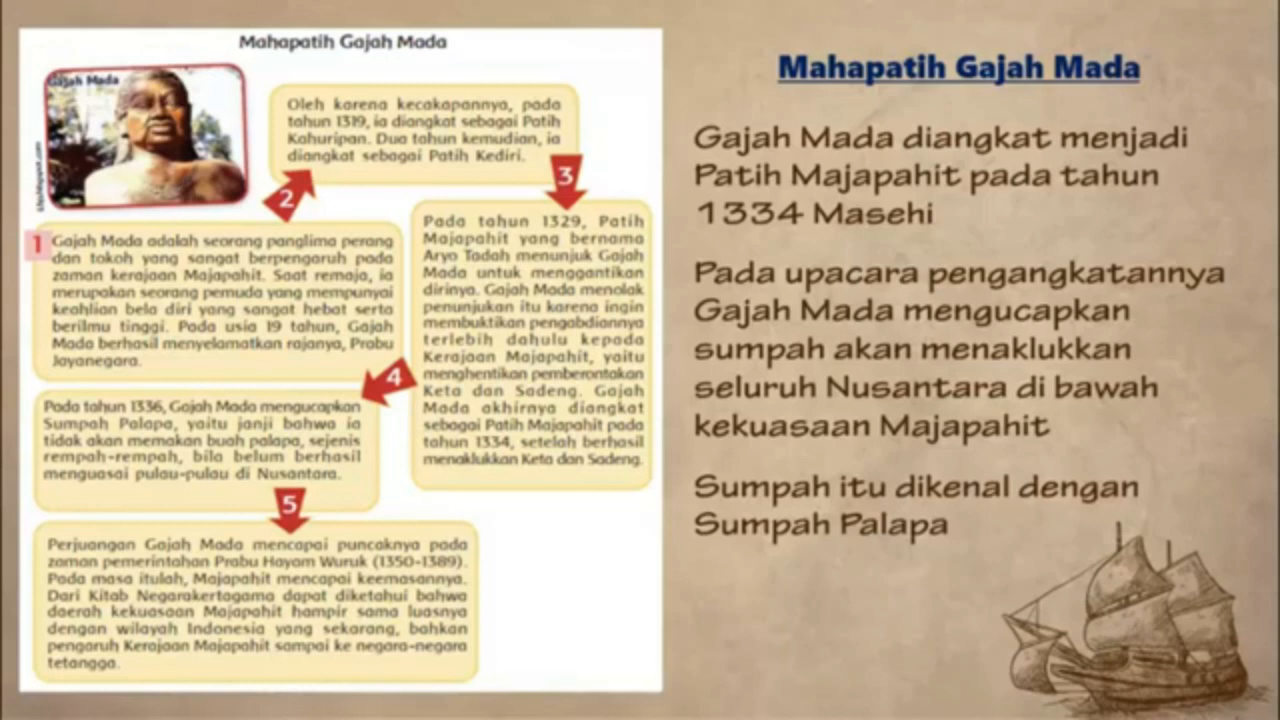 Mahapatih Gajah Mada
Gajah Mada
Oleh karena kecakapannya, pada
tahun 1319, ia diangkat sebagai Patih
Kahuripan. Dua tahun kemudian, ia
diangkat sebagai Patih Kediri.
2
3
1
Gajah Mada adalah seorang panglima perang
dan tokoh yang sangat berpengaruh pada
zaman kerajaan Majapahit. Saat remaja, ia
merupakan seorang pemuda yang mempunyai
keahlian bela diri yang sangat hebat serta
berilmu tinggi. Pada usia 19 tahun, Gajah
Mada berhasil menyelamatkan rajanya, Prabu
Jayanegara.
Pada tahun 1329, Patih
Majapahit yang bernama
Aryo Tadah menunjuk Gajah
Mada untuk menggantikan
dirinya. Gajah Mada menolak
penunjukan itu karena ingin
membuktikan pengabdiannya
terlebih dahulu kepada
Kerajaan Majapahit, yaitu
menghentikan pemberontakan
Keta dan Sadeng. Gajah
Mada akhirnya diangkat
sebagai Patih Majapahit pada
tahun 1334, setelah berhasil
menaklukkan Keta dan Sadeng.
4
Pada tahun 1336, Gajah Mada mengucapkan
Sumpah Palapa, yaitu janji bahwa ia
tidak akan memakan buah palapa, sejenis
rempah-rempah, bila belum berhasil
menguasai pulau-pulau di Nusantara.
5
Perjuangan Gajah Mada mencapai puncaknya pada
zaman pemerintahan Prabu Hayam Wuruk (1350-1389).
Pada masa itulah, Majapahit mencapai keemasannya.
Dari Kitab Negarakertagama dapat diketahui bahwa
daerah kekuasaan Majapahit hampir sama luasnya
dengan wilayah Indonesia yang sekarang, bahkan
pengaruh Kerajaan Majapahit sampai ke negara-negara
tetangga.
Mahapatih Gajah Mada
Gajah Mada diangkat menjadi
Patih Majapahit pada tahun
1334 Masehi
Pada upacara pengangkatannya
Gajah Mada mengucapkan
sumpah akan menaklukkan
seluruh Nusantara di bawah
kekuasaan Majapahit
Sumpah itu dikenal dengan
Sumpah Palapa